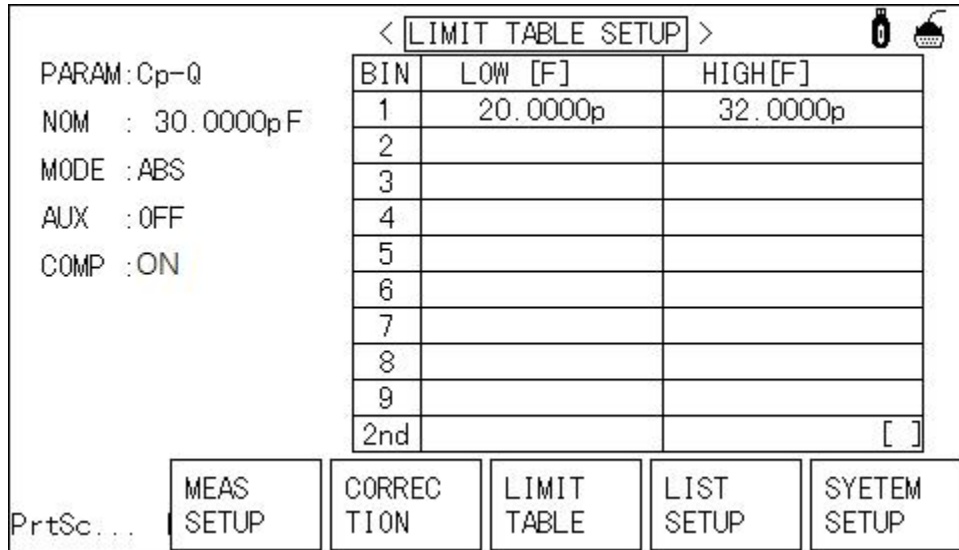 < LIMIT TABLE SETUP >
PARAM:Cp-Q
NOM : 30.0000pF
MODE :ABS
AUX :OFF
COMP :ON
BIN LOW [F] HIGH[F]
1 20.0000p 32.0000p
2
3
4
5
6
7
8
9
2nd [ ]
PrtSc...
MEAS
SETUP
CORREC
TION
LIMIT
TABLE
LIST
SETUP
SYETEM
SETUP